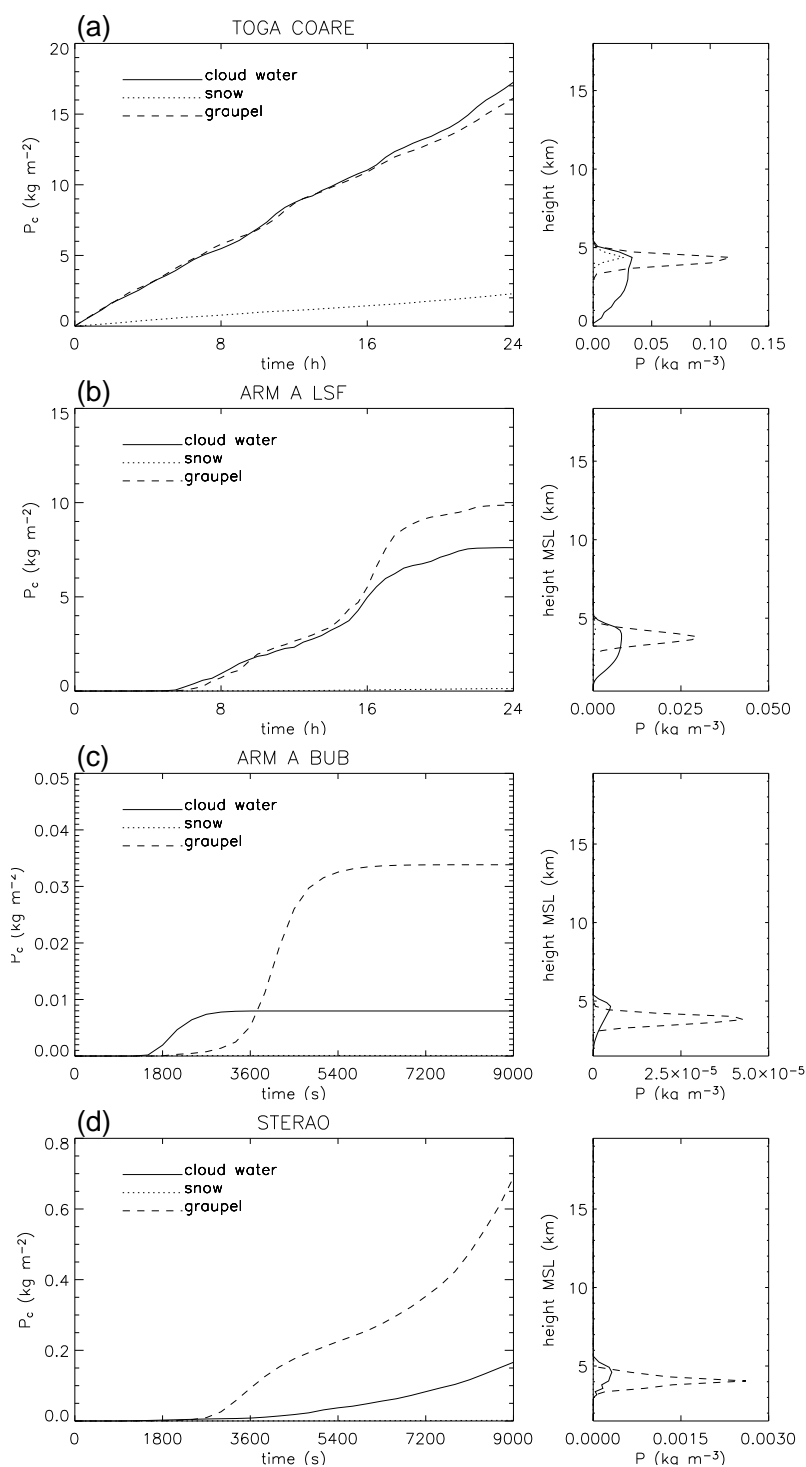 (a)
TOGA COARE
20
15
10
5
0
P_c (kg m⁻²)
cloud water
snow
graupel
0 8 16 24
time (h)
height (km)
15
10
5
0
0.00 0.05 0.10 0.15
P (kg m⁻³)
(b)
ARM A LSF
15
10
5
0
P_c (kg m⁻²)
cloud water
snow
graupel
0 8 16 24
time (h)
height MSL (km)
15
10
5
0.000 0.025 0.050
P (kg m⁻³)
(c)
ARM A BUB
0.05
0.04
0.03
0.02
0.01
0.00
P_c (kg m⁻²)
cloud water
snow
graupel
0 1800 3600 5400 7200 9000
time (s)
height MSL (km)
15
10
5
0 2.5×10⁻⁵ 5.0×10⁻⁵
P (kg m⁻³)
(d)
STERAO
0.8
0.6
0.4
0.2
0.0
P_c (kg m⁻²)
cloud water
snow
graupel
0 1800 3600 5400 7200 9000
time (s)
height MSL (km)
15
10
5
0.0000 0.0015 0.0030
P (kg m⁻³)